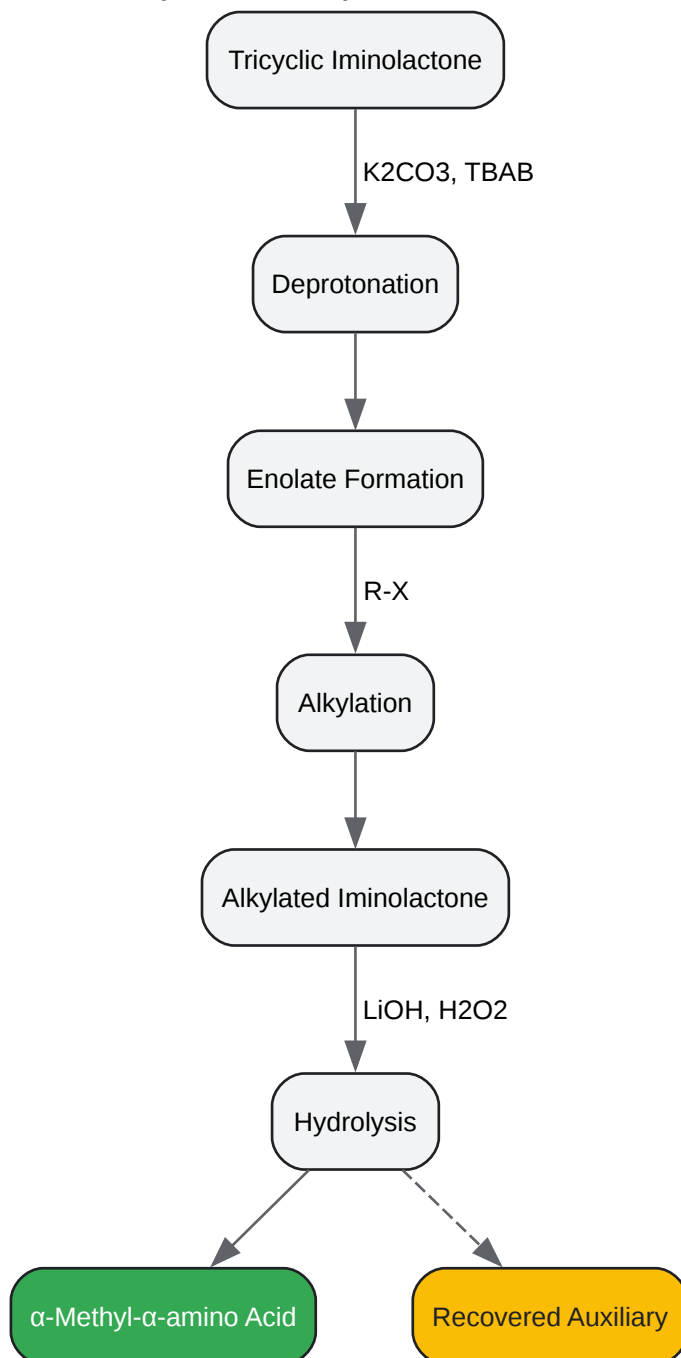 Tricyclic Iminolactone
K2CO3, TBAB
Deprotonation
Enolate Formation
R-X
Alkylation
Alkylated Iminolactone
LiOH, H2O2
Hydrolysis
α-Methyl-α-amino Acid
Recovered Auxiliary